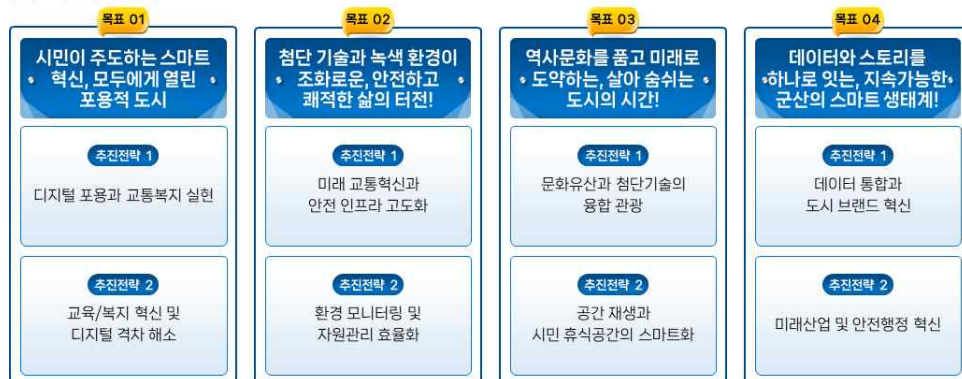 목표 01
시민이 주도하는 스마트
혁신, 모두에게 열린
포용적 도시
추진전략 1
디지털 포용과 교통복지 실현
추진전략 2
교육/복지 혁신 및
디지털 격차 해소
목표 02
첨단 기술과 녹색 환경이
조화로운, 안전하고
쾌적한 삶의 터전!
추진전략 1
미래 교통혁신과
안전 인프라 고도화
추진전략 2
환경 모니터링 및
자원관리 효율화
목표 03
역사문화를 품고 미래로
도약하는, 살아 숨쉬는
도시의 시간!
추진전략 1
문화유산과 첨단기술의
융합 관광
추진전략 2
공간 재생과
시민 휴식공간의 스마트화
목표 04
데이터와 스토리를
하나로 잇는, 지속가능한
군산의 스마트 생태계!
추진전략 1
데이터 통합과
도시 브랜드 혁신
추진전략 2
미래산업 및 안전행정 혁신